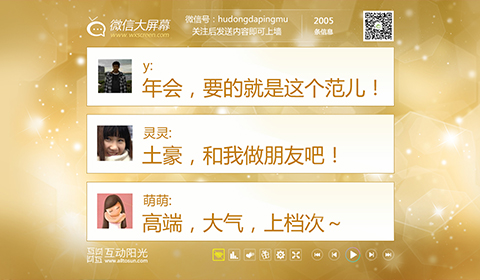 微信大屏幕
www.wxscreen.com
微信号：hudongdapingmu
关注后发送内容即可上墙
2005
条信息
y:
年会，要的就是这个范儿！
灵灵:
土豪，和我做朋友吧！
萌萌:
高端，大气，上档次～
互动阳光